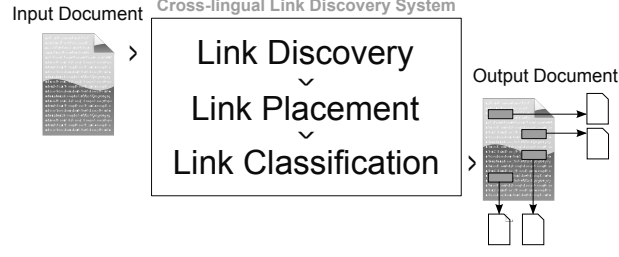 Cross-lingual Link Discovery System
Input Document
Link Discovery
Link Placement
Link Classification
Output Document